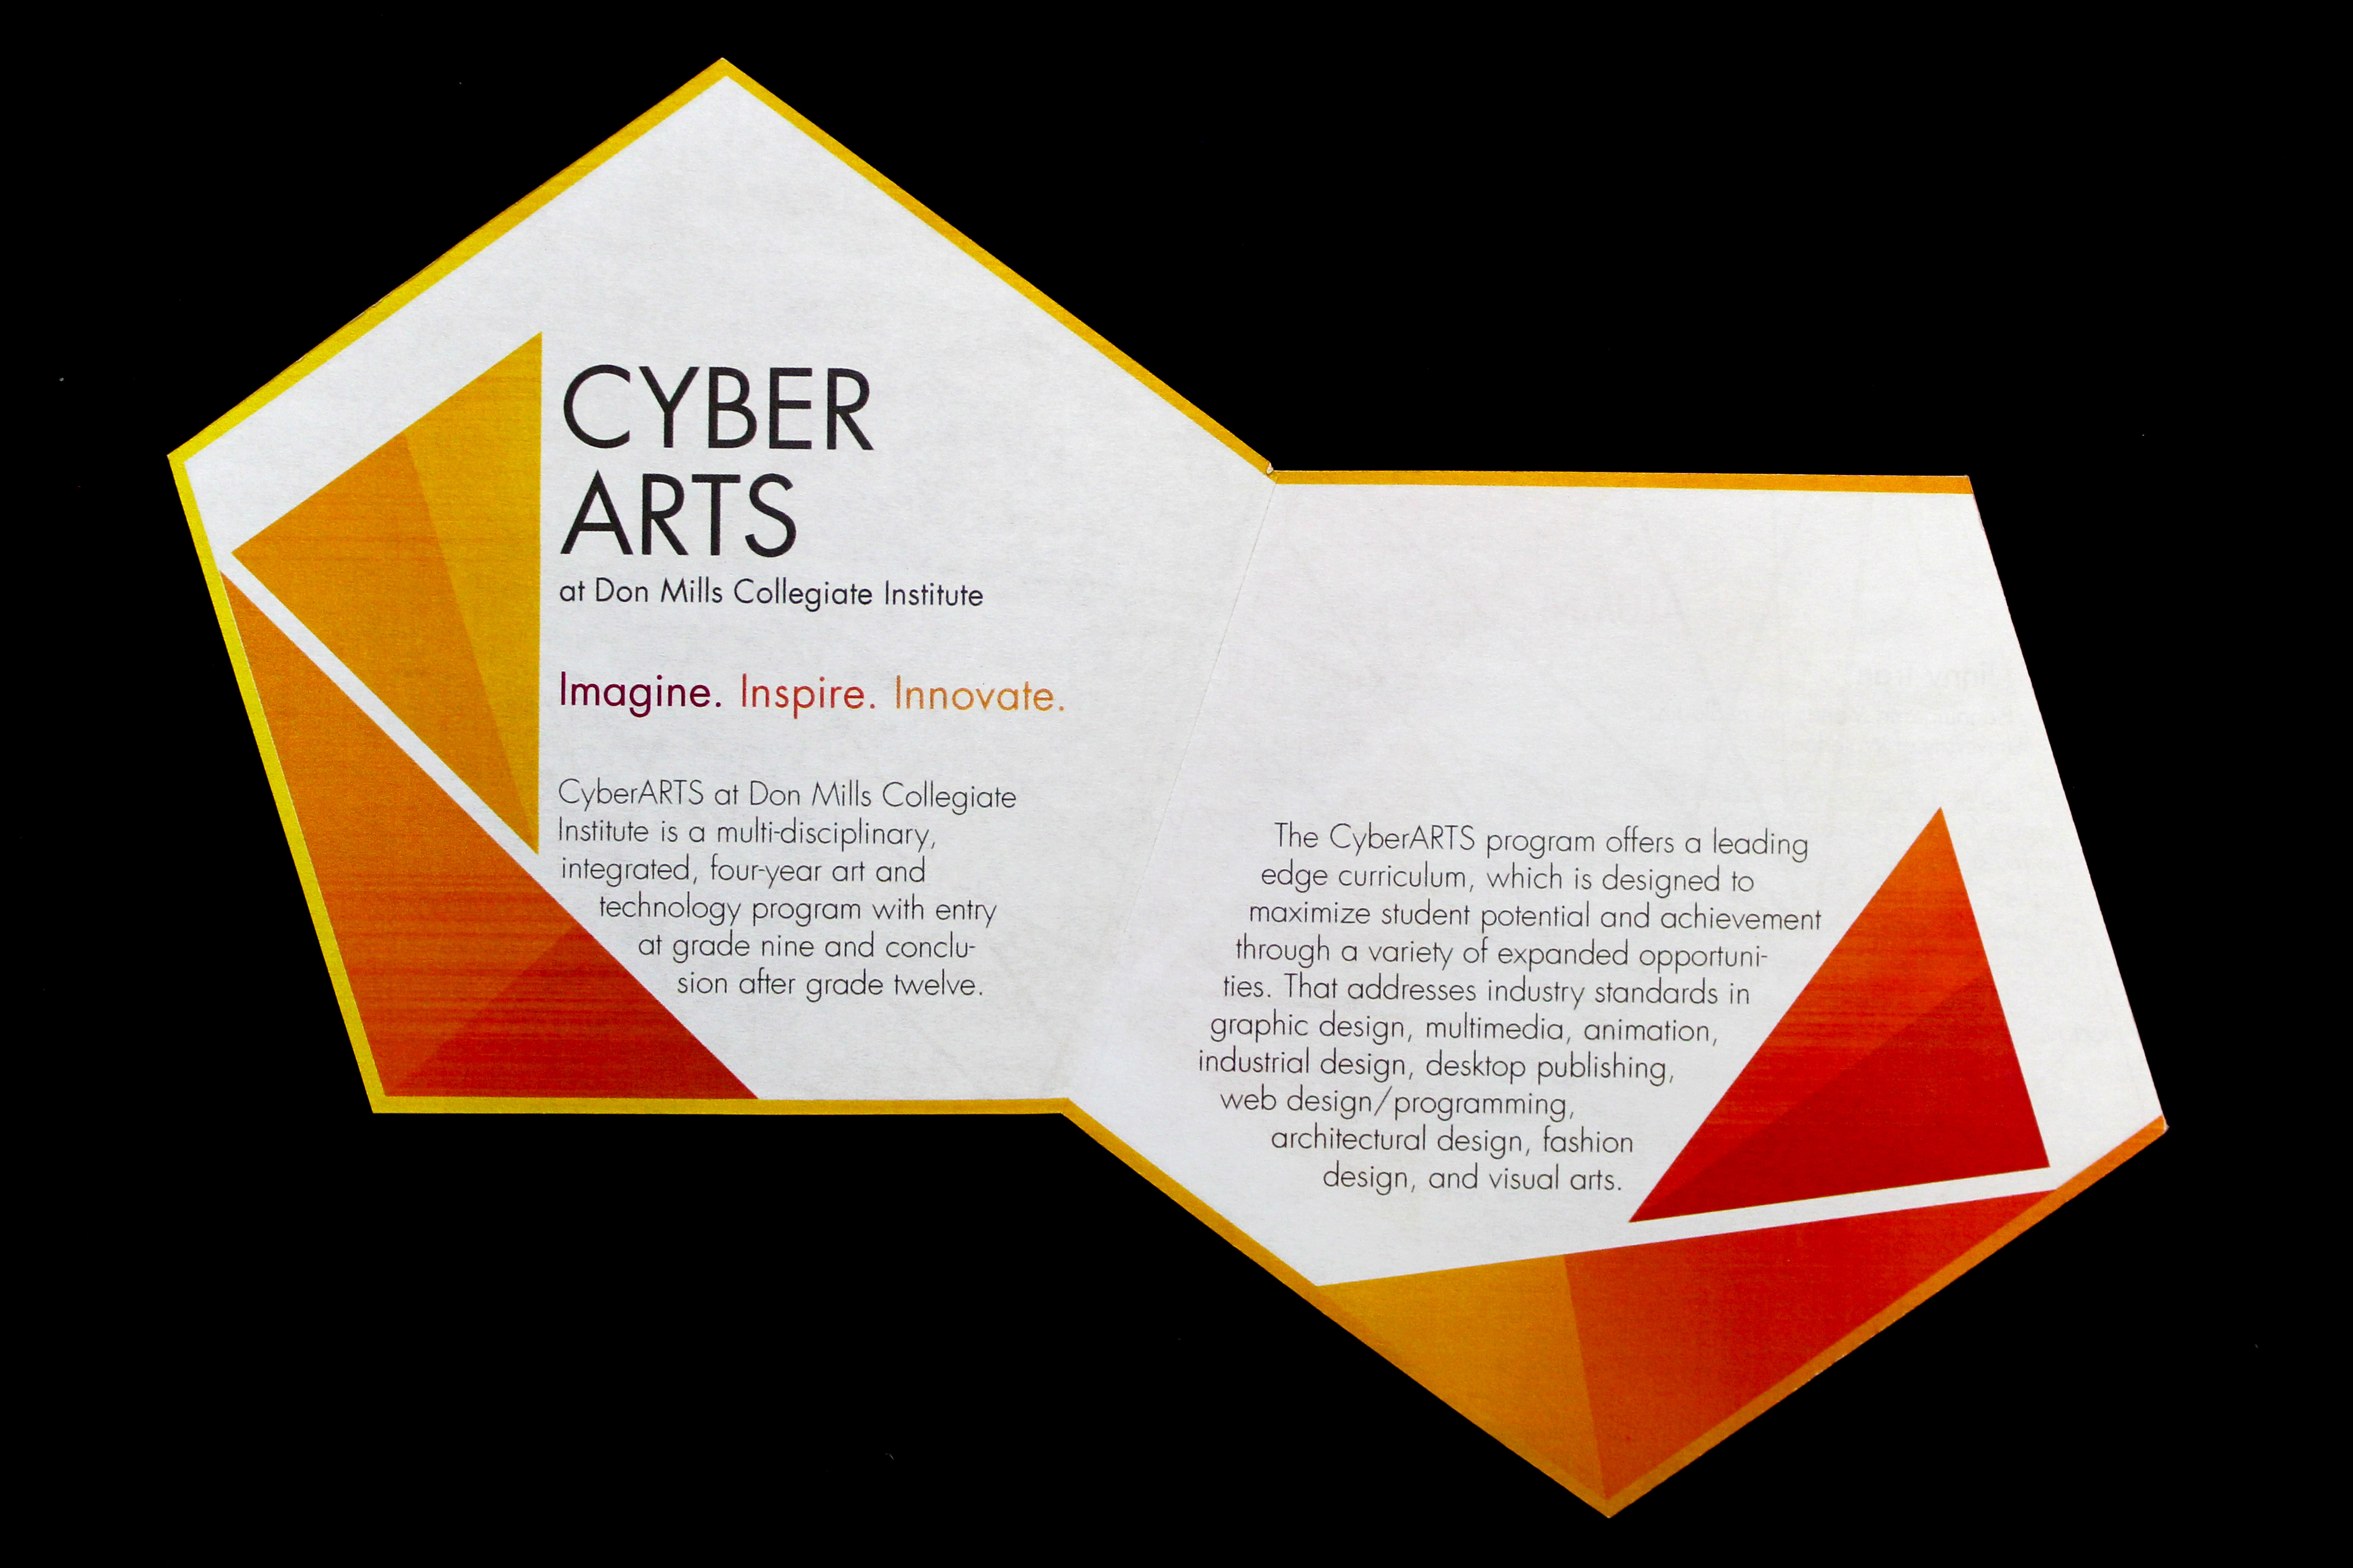 CYBER
ARTS
at Don Mills Collegiate Institute
Imagine. Inspire. Innovate.
CyberARTS at Don Mills Collegiate
Institute is a multi-disciplinary,
integrated, four-year art and
technology program with entry
at grade nine and conclu-
sion after grade twelve.
The CyberARTS program offers a leading
edge curriculum, which is designed to
maximize student potential and achievement
through a variety of expanded opportuni-
ties. That addresses industry standards in
graphic design, multimedia, animation,
industrial design, desktop publishing,
web design/programming,
architectural design, fashion
design, and visual arts.